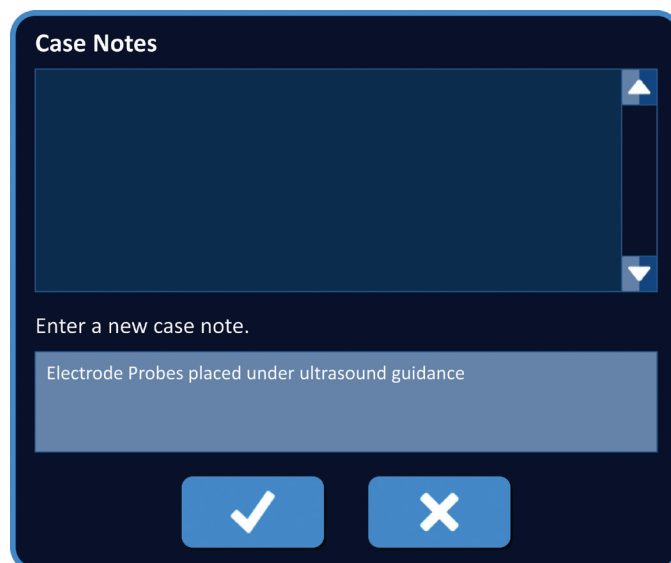 Case Notes
Enter a new case note.
Electrode Probes placed under ultrasound guidance